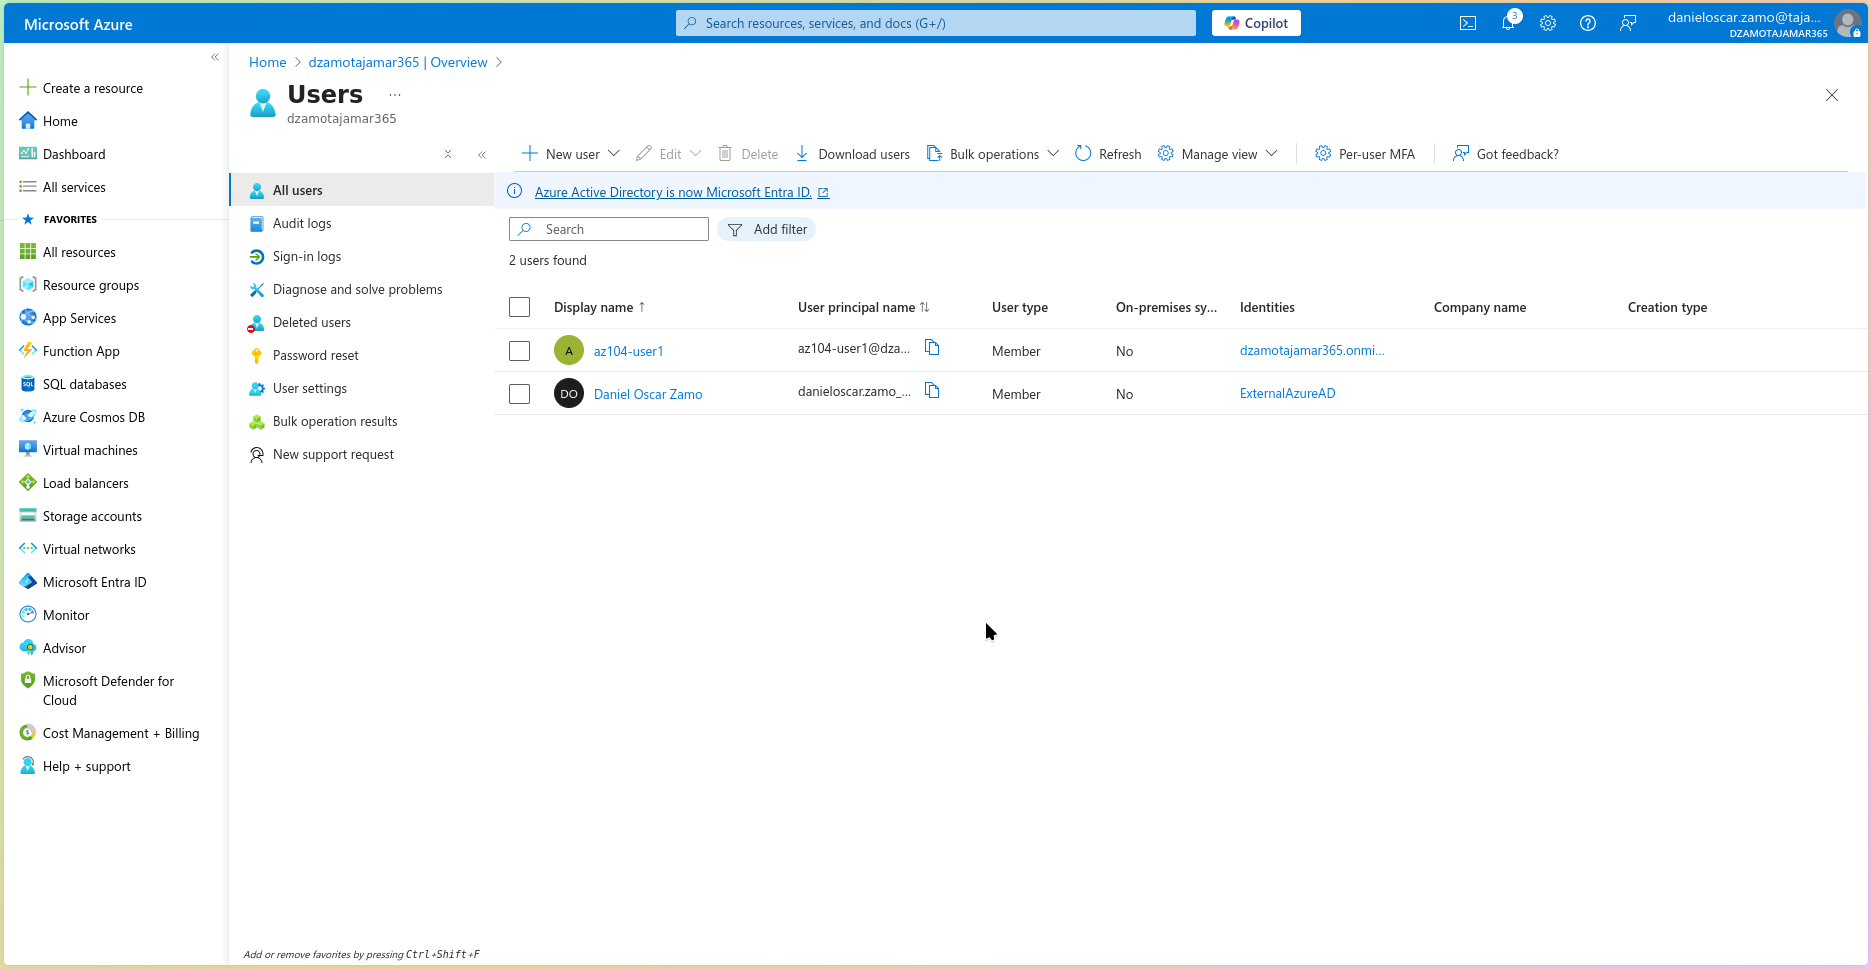 Microsoft Azure
Search resources, services, and docs (G+/)
Copilot
3
danieloscar.zamo@taja...
DZAMOTAJAMAR365
Create a resource
Home
Dashboard
All services
FAVORITES
All resources
Resource groups
App Services
Function App
SQL databases
Azure Cosmos DB
Virtual machines
Load balancers
Storage accounts
Virtual networks
Microsoft Entra ID
Monitor
Advisor
Microsoft Defender for
Cloud
Cost Management + Billing
Help + support
Home > dzamotajamar365 | Overview >
Users ...
dzamotajamar365
All users
Audit logs
Sign-in logs
Diagnose and solve problems
Deleted users
Password reset
User settings
Bulk operation results
New support request
New user Edit Delete Download users Bulk operations Refresh Manage view Per-user MFA Got feedback?
Azure Active Directory is now Microsoft Entra ID.
Search Add filter
2 users found
Display name ↑ User principal name ↑↓ User type On-premises sy... Identities Company name Creation type
A az104-user1 az104-user1@dza... Member No dzamotajamar365.onmi...
DO Daniel Oscar Zamo danieloscar.zamo_... Member No ExternalAzureAD
Add or remove favorites by pressing Ctrl+Shift+F